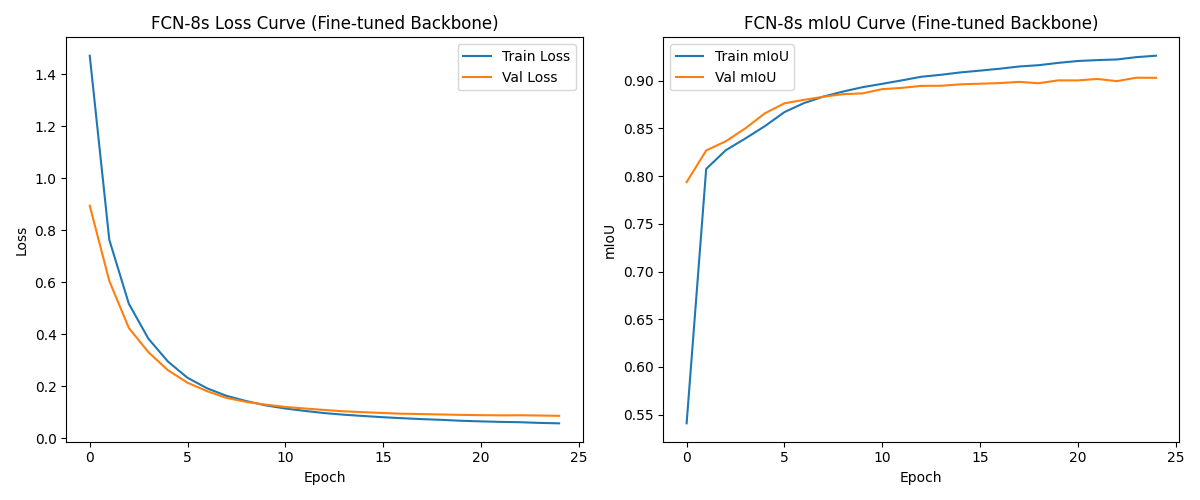 FCN-8s Loss Curve (Fine-tuned Backbone)
Train Loss
Val Loss
Loss
1.4
1.2
1.0
0.8
0.6
0.4
0.2
0.0
0 5 10 15 20 25
Epoch
FCN-8s mIoU Curve (Fine-tuned Backbone)
Train mIoU
Val mIoU
mIoU
0.90
0.85
0.80
0.75
0.70
0.65
0.60
0.55
0 5 10 15 20 25
Epoch